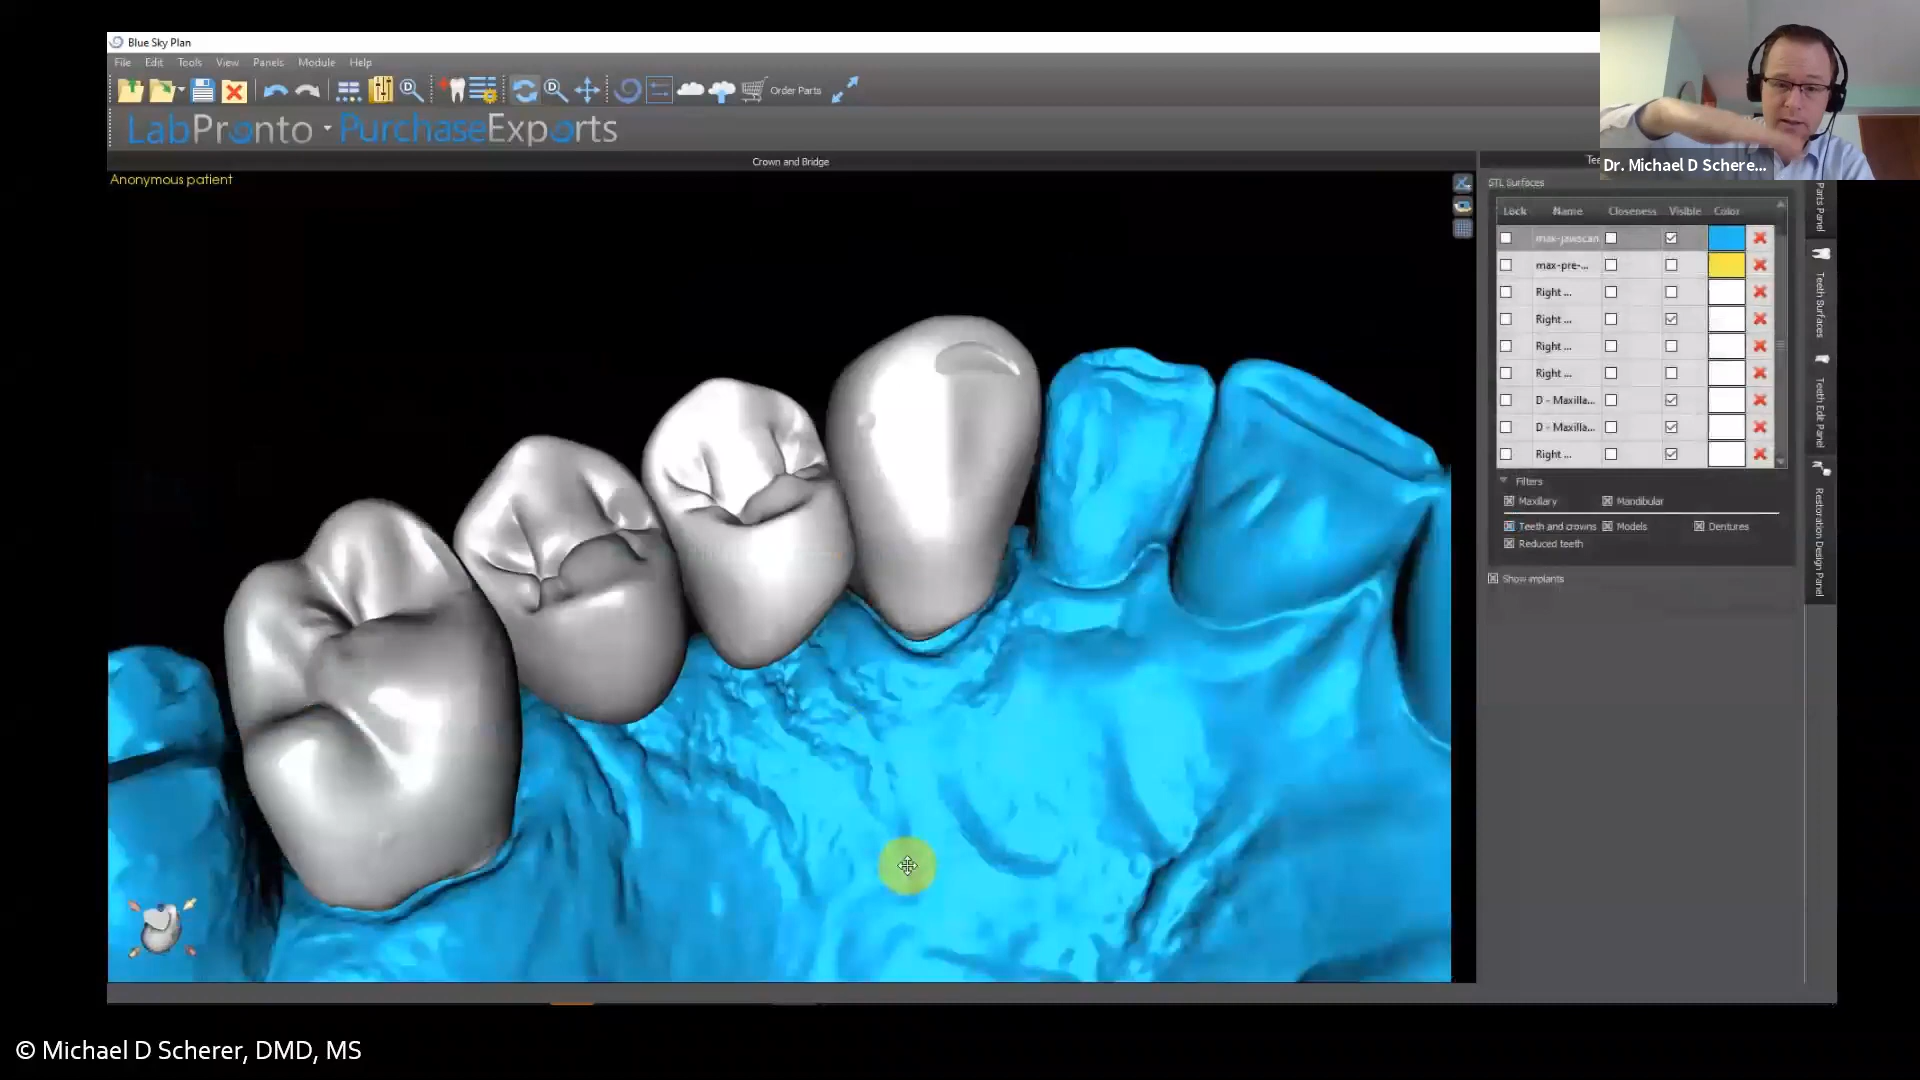 Blue Sky Plan
File Edit Tools View Panels Module Help
Order Parts
LabPronto PurchaseExports
Crown and Bridge
Anonymous patient
Dr. Michael D Schere...
STL Surfaces
Lock Name Closeness Visible Color
max-jawscan
max-pre-...
Right ...
Right ...
Right ...
Right ...
D - Maxilla...
D - Maxilla...
Right ...
Filters
Maxillary Mandibular
Teeth and crowns Models Dentures
Reduced teeth
Show implants
Parts Panel
Teeth Surfaces
Teeth Edit Panel
Restoration Design Panel
© Michael D Scherer, DMD, MS